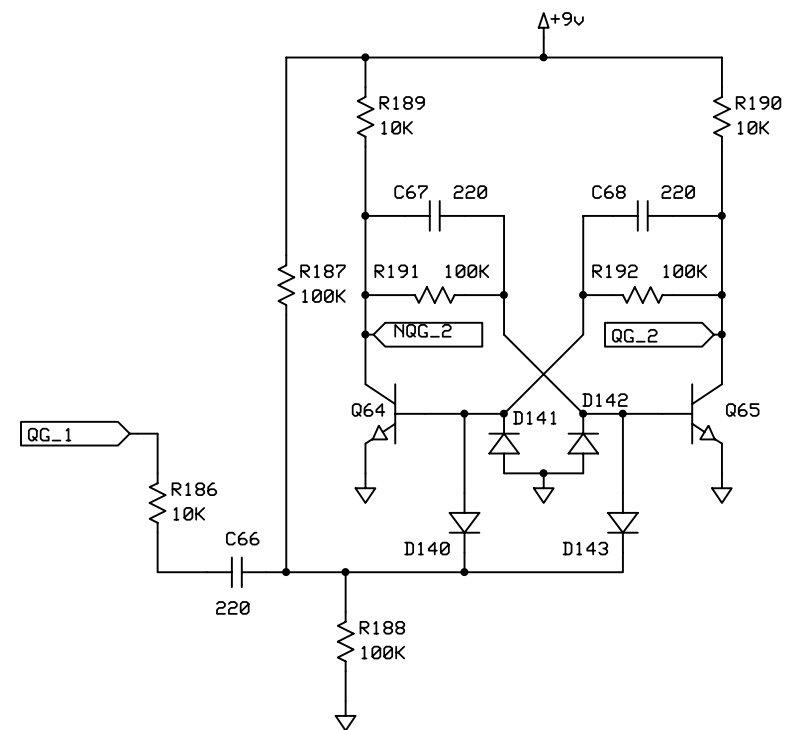 +9v
R189
10K
R190
10K
C67 220
C68 220
R187
100K
R191 100K
R192 100K
NQG_2
QG_2
Q64
D141
D142
Q65
QG_1
R186
10K
C66
220
D140
D143
R188
100K